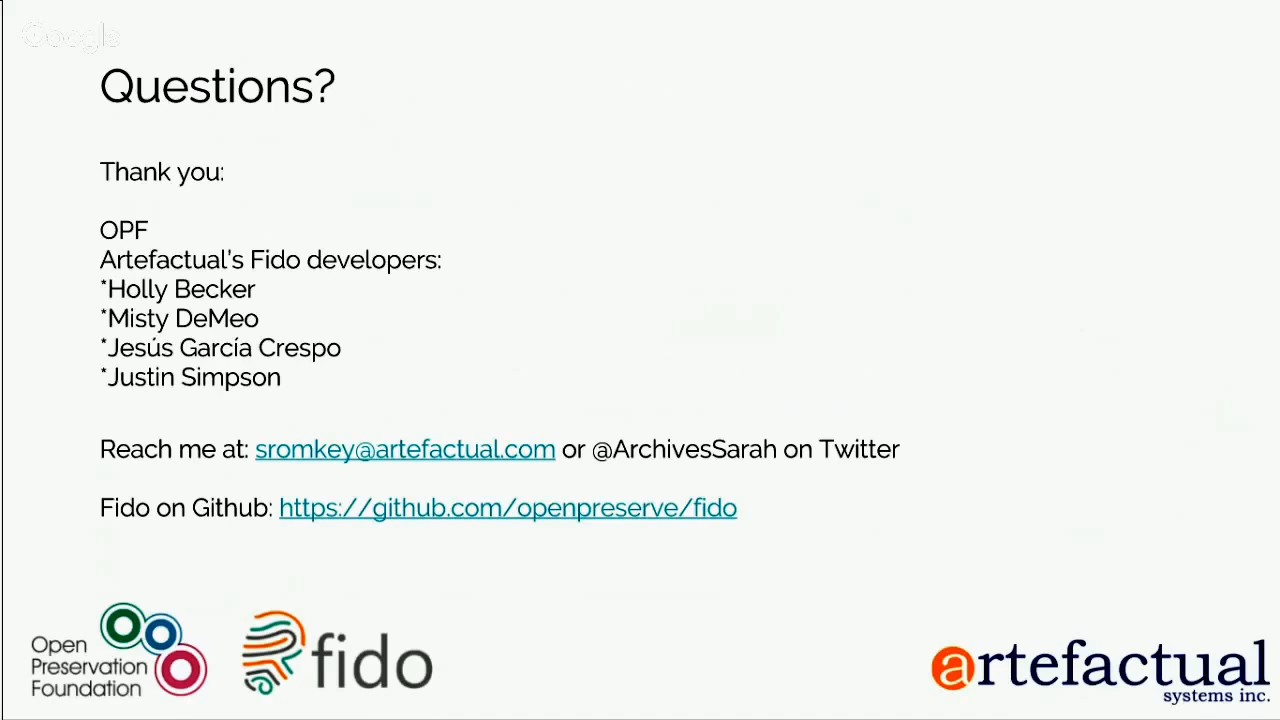 Google
Questions?
Thank you:
OPF
Artefactual's Fido developers:
*Holly Becker
*Misty DeMeo
*Jesús García Crespo
*Justin Simpson
Reach me at: sromkey@artefactual.com or @ArchivesSarah on Twitter
Fido on Github: https://github.com/openpreserve/fido
Open
Preservation
Foundation
fido
artefactual
systems inc.